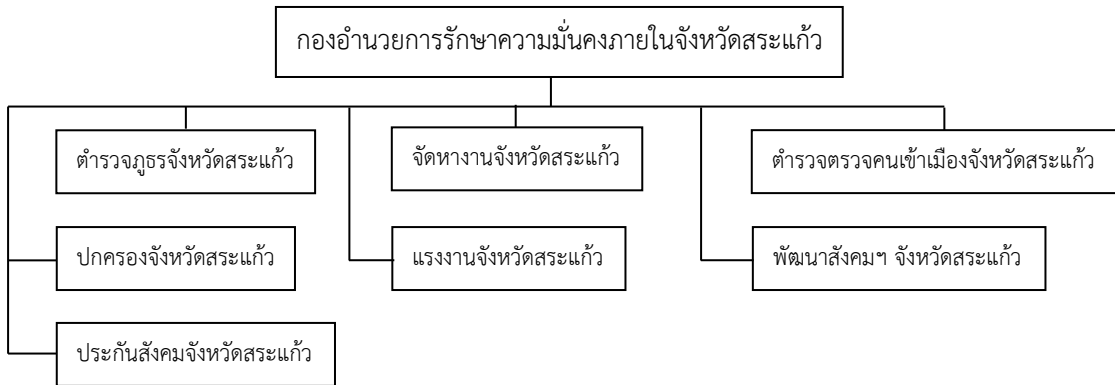 กองอำนวยการรักษาความมั่นคงภายในจังหวัดสระแก้ว
ตำรวจภูธรจังหวัดสระแก้ว
จัดหางานจังหวัดสระแก้ว
ตำรวจตรวจคนเข้าเมืองจังหวัดสระแก้ว
ปกครองจังหวัดสระแก้ว
แรงงานจังหวัดสระแก้ว
พัฒนาสังคมฯ จังหวัดสระแก้ว
ประกันสังคมจังหวัดสระแก้ว